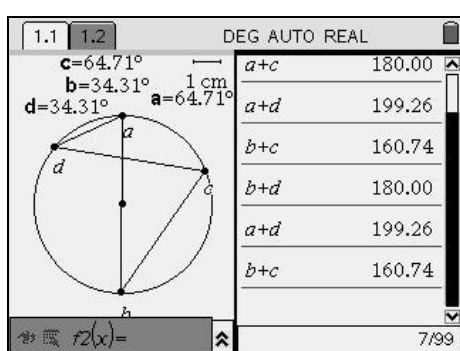 1.1 1.2 DEG AUTO REAL
c=64.71°
b=34.31°
d=34.31°
a=64.71°
1 cm
a
d
c
b
f2(x)=
a+c 180.00
a+d 199.26
b+c 160.74
b+d 180.00
a+d 199.26
b+c 160.74
7/99